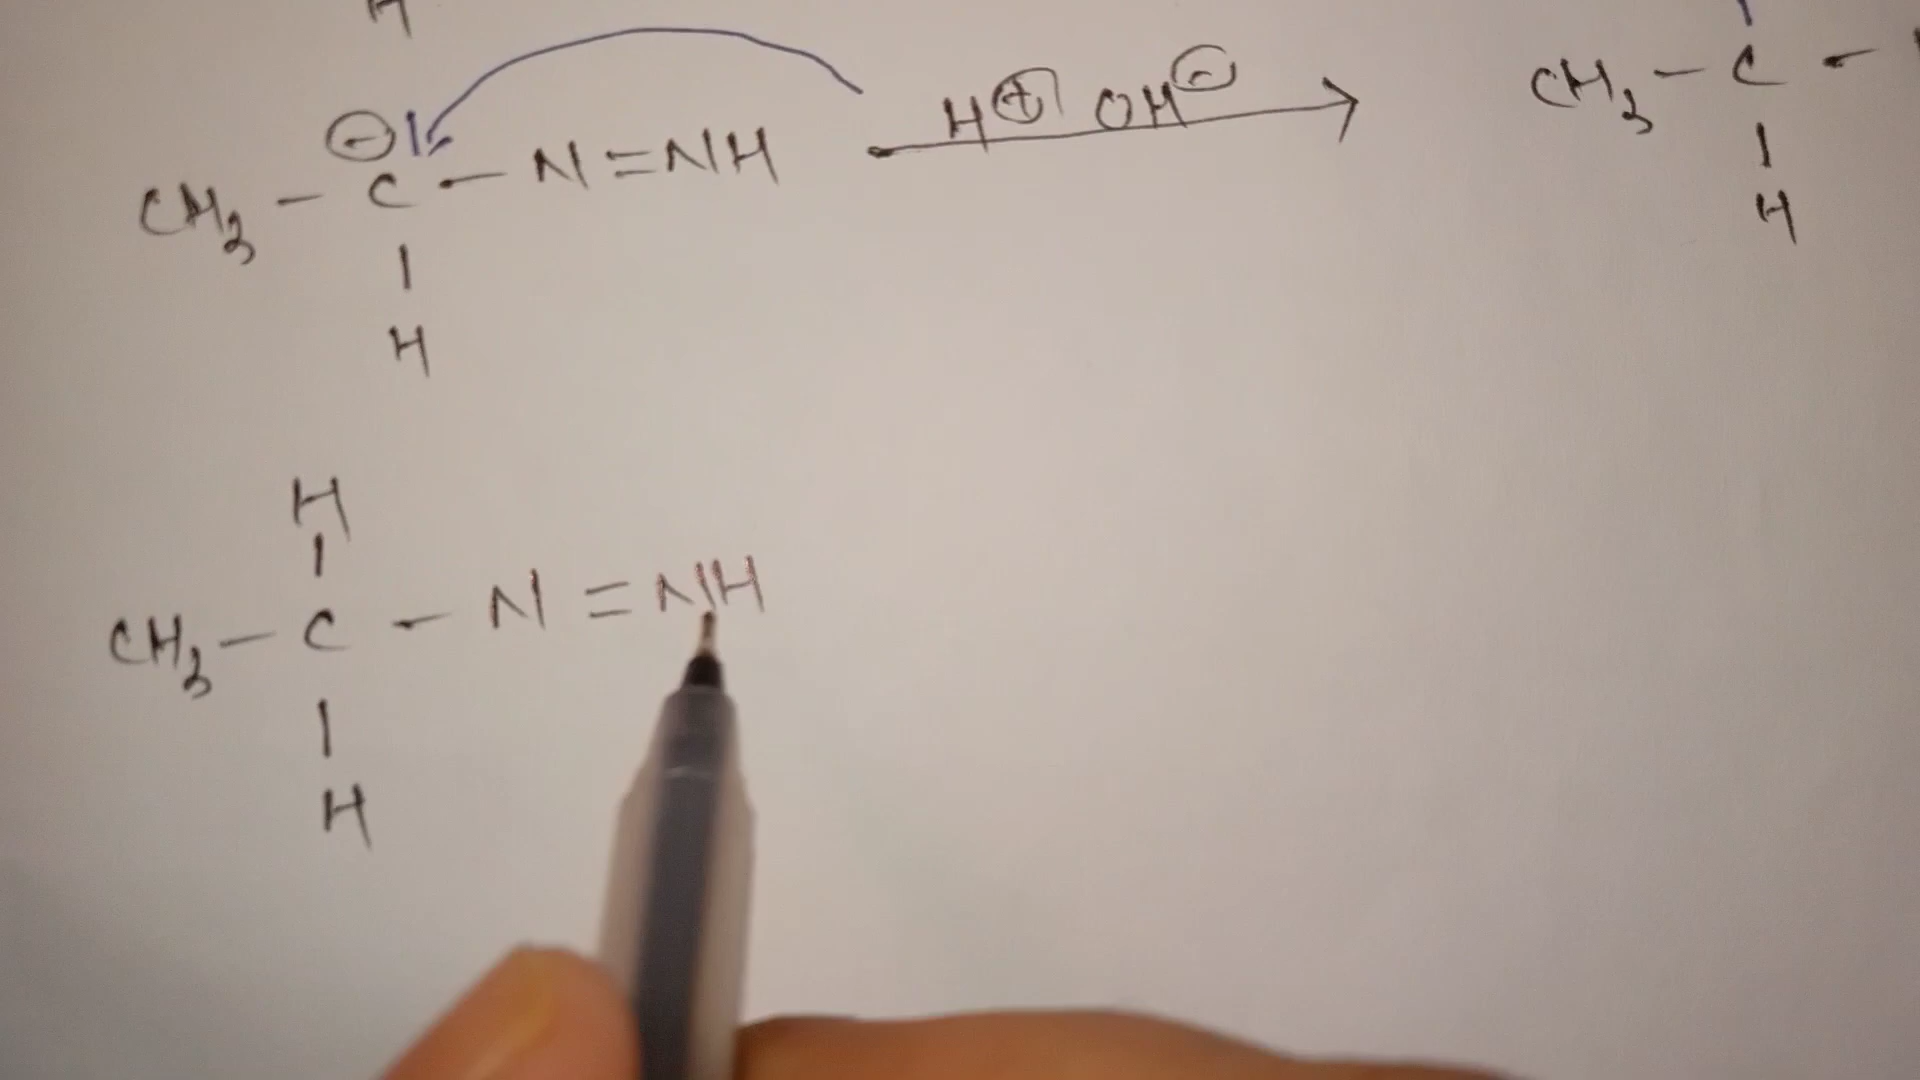 H
H⊕ OH⊖
⊖
CH3 - C - N = NH → CH3 - C -
H
H
H
CH3 - C - N = NH
H